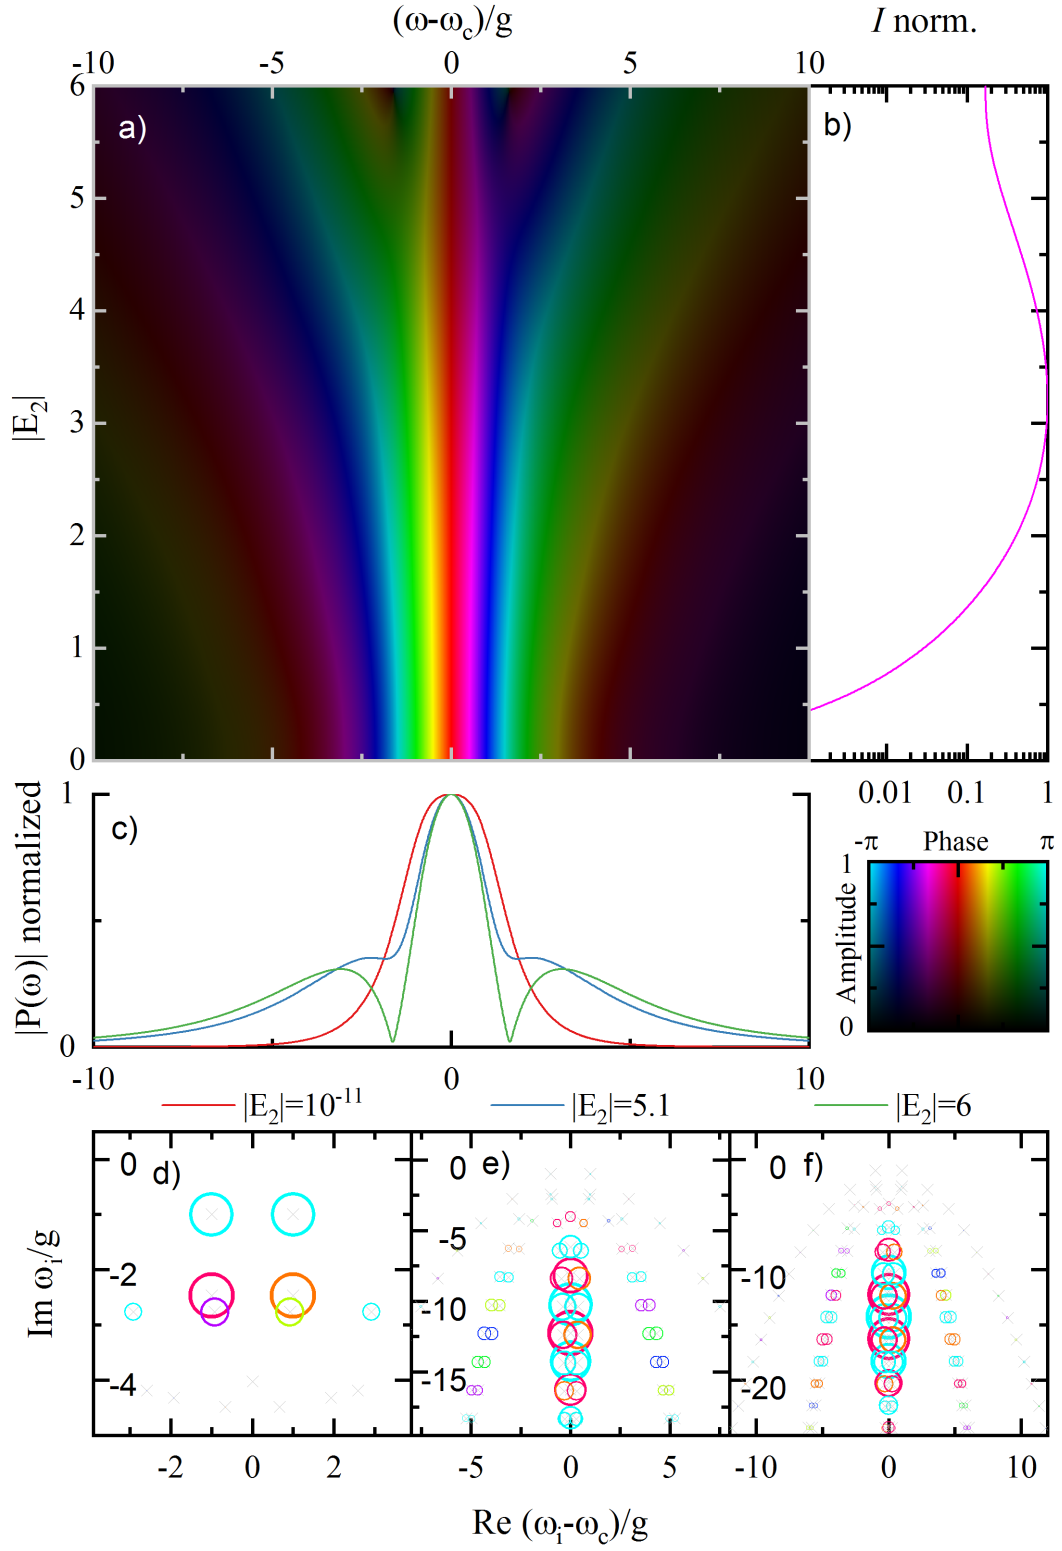 (ω-ω_c)/g
I norm.
-10 -5 0 5 10
a)
b)
|E_2|
6
5
4
3
2
1
0
0.01 0.1 1
|P(ω)| normalized
1
0
c)
-10 0 10
-π Phase π
Amplitude
1
0
|E_2|=10^-11 |E_2|=5.1 |E_2|=6
d)
e)
f)
Im ω_i/g
0
-2
-4
0
-5
-10
-15
0
-10
-20
-2 0 2
-5 0 5
-10 0 10
Re (ω_i-ω_c)/g